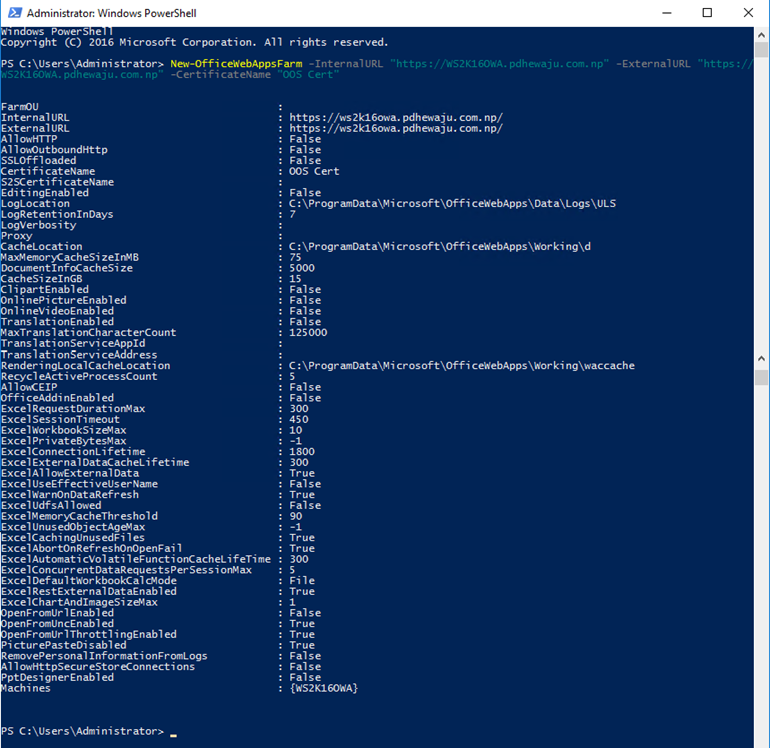 Administrator: Windows PowerShell
Windows PowerShell
Copyright (C) 2016 Microsoft Corporation. All rights reserved.
PS C:\Users\Administrator> New-OfficeWebAppsFarm -InternalURL "https://WS2K16OWA.pdhewaju.com.np" -ExternalURL "https://
WS2K16OWA.pdhewaju.com.np" -CertificateName "OOS Cert"
FarmOU :
InternalURL : https://ws2k16owa.pdhewaju.com.np/
ExternalURL : https://ws2k16owa.pdhewaju.com.np/
AllowHTTP : False
AllowOutboundHttp : False
SSLOffloaded : False
CertificateName : OOS Cert
S2SCertificateName :
EditingEnabled : False
LogLocation : C:\ProgramData\Microsoft\OfficeWebApps\Data\Logs\ULS
LogRetentionInDays : 7
LogVerbosity :
Proxy :
CacheLocation : C:\ProgramData\Microsoft\OfficeWebApps\Working\d
MaxMemoryCacheSizeInMB : 75
DocumentInfoCacheSize : 5000
CacheSizeInGB : 15
ClipartEnabled : False
OnlinePictureEnabled : False
OnlineVideoEnabled : False
TranslationEnabled : False
MaxTranslationCharacterCount : 125000
TranslationServiceAppId :
TranslationServiceAddress :
RenderingLocalCacheLocation : C:\ProgramData\Microsoft\OfficeWebApps\Working\waccache
RecycleActiveProcessCount : 5
AllowCEIP : False
OfficeAddinEnabled : False
ExcelRequestDurationMax : 300
ExcelSessionTimeout : 450
ExcelWorkbookSizeMax : 10
ExcelPrivateBytesMax : -1
ExcelConnectionLifetime : 1800
ExcelExternalDataCacheLifetime : 300
ExcelAllowExternalData : True
ExcelUseEffectiveUserName : False
ExcelWarnOnDataRefresh : True
ExcelUdfsAllowed : False
ExcelMemoryCacheThreshold : 90
ExcelUnusedObjectAgeMax : -1
ExcelCachingUnusedFiles : True
ExcelAbortOnRefreshOnOpenFail : True
ExcelAutomaticVolatileFunctionCacheLifeTime : 300
ExcelConcurrentDataRequestsPerSessionMax : 5
ExcelDefaultWorkbookCalcMode : File
ExcelRestExternalDataEnabled : True
ExcelChartAndImageSizeMax : 1
OpenFromUrlEnabled : False
OpenFromUncEnabled : True
OpenFromUrlThrottlingEnabled : True
PicturePasteDisabled : True
RemovePersonalInformationFromLogs : False
AllowHttpSecureStoreConnections : False
PptDesignerEnabled : False
Machines : {WS2K16OWA}
PS C:\Users\Administrator> _